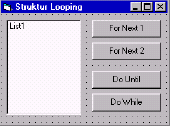 Struktur Looping
List1
For Next 1
For Next 2
Do Until
Do While